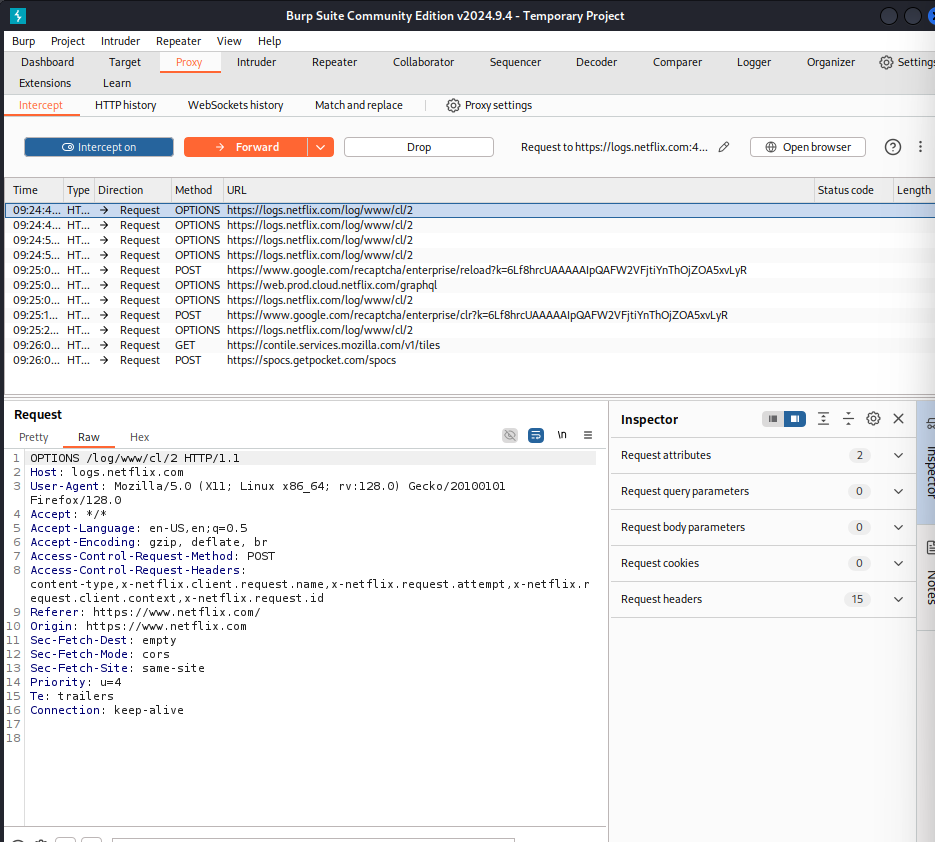 Burp Suite Community Edition v2024.9.4 - Temporary Project
Burp Project Intruder Repeater View Help
Dashboard Target Proxy Intruder Repeater Collaborator Sequencer Decoder Comparer Logger Organizer Settings
Extensions Learn
Intercept HTTP history WebSockets history Match and replace Proxy settings
Intercept on Forward Drop Request to https://logs.netflix.com:4... Open browser
Time Type Direction Method URL Status code Length
09:24:4... HT... → Request OPTIONS https://logs.netflix.com/log/www/cl/2
09:24:4... HT... → Request OPTIONS https://logs.netflix.com/log/www/cl/2
09:24:5... HT... → Request OPTIONS https://logs.netflix.com/log/www/cl/2
09:24:5... HT... → Request OPTIONS https://logs.netflix.com/log/www/cl/2
09:25:0... HT... → Request POST https://www.google.com/recaptcha/enterprise/reload?k=6Lf8hrcUAAAAAIpQAFW2VFjtiYnThOjZOA5xvLyR
09:25:0... HT... → Request OPTIONS https://web.prod.cloud.netflix.com/graphql
09:25:0... HT... → Request OPTIONS https://logs.netflix.com/log/www/cl/2
09:25:1... HT... → Request POST https://www.google.com/recaptcha/enterprise/clr?k=6Lf8hrcUAAAAAIpQAFW2VFjtiYnThOjZOA5xvLyR
09:25:2... HT... → Request OPTIONS https://logs.netflix.com/log/www/cl/2
09:26:0... HT... → Request GET https://contile.services.mozilla.com/v1/tiles
09:26:0... HT... → Request POST https://spocs.getpocket.com/spocs
Request
Pretty Raw Hex \n
1 OPTIONS /log/www/cl/2 HTTP/1.1
2 Host: logs.netflix.com
3 User-Agent: Mozilla/5.0 (X11; Linux x86_64; rv:128.0) Gecko/20100101
Firefox/128.0
4 Accept: */*
5 Accept-Language: en-US,en;q=0.5
6 Accept-Encoding: gzip, deflate, br
7 Access-Control-Request-Method: POST
8 Access-Control-Request-Headers:
content-type,x-netflix.client.request.name,x-netflix.request.attempt,x-netflix.r
equest.client.context,x-netflix.request.id
9 Referer: https://www.netflix.com/
10 Origin: https://www.netflix.com
11 Sec-Fetch-Dest: empty
12 Sec-Fetch-Mode: cors
13 Sec-Fetch-Site: same-site
14 Priority: u=4
15 Te: trailers
16 Connection: keep-alive
17
18
Inspector
Request attributes 2
Request query parameters 0
Request body parameters 0
Request cookies 0
Request headers 15
Inspector
Notes